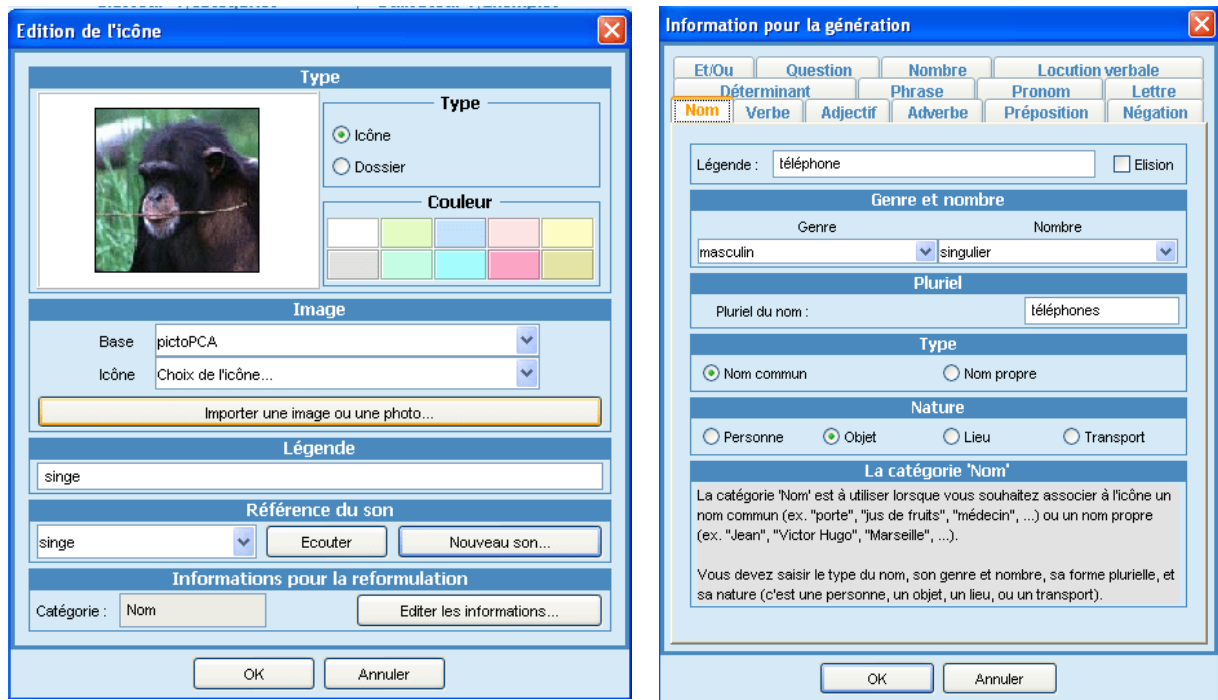 Edition de l'icône
Type
Type
Icône
Dossier
Couleur
Image
Base pictoPCA
Icône Choix de l'icône...
Importer une image ou une photo...
Légende
singe
Référence du son
singe Ecouter Nouveau son...
Informations pour la reformulation
Catégorie : Nom Editer les informations...
OK Annuler
Information pour la génération
Et/Ou Question Nombre Locution verbale
Déterminant Phrase Pronom Lettre
Nom Verbe Adjectif Adverbe Préposition Négation
Légende : téléphone Elision
Genre et nombre
Genre Nombre
masculin singulier
Pluriel
Pluriel du nom : téléphones
Type
Nom commun Nom propre
Nature
Personne Objet Lieu Transport
La catégorie 'Nom'
La catégorie 'Nom' est à utiliser lorsque vous souhaitez associer à l'icône un
nom commun (ex. "porte", "jus de fruits", "médecin", ...) ou un nom propre
(ex. "Jean", "Victor Hugo", "Marseille", ...).
Vous devez saisir le type du nom, son genre et nombre, sa forme plurielle, et
sa nature (c'est une personne, un objet, un lieu, ou un transport).
OK Annuler